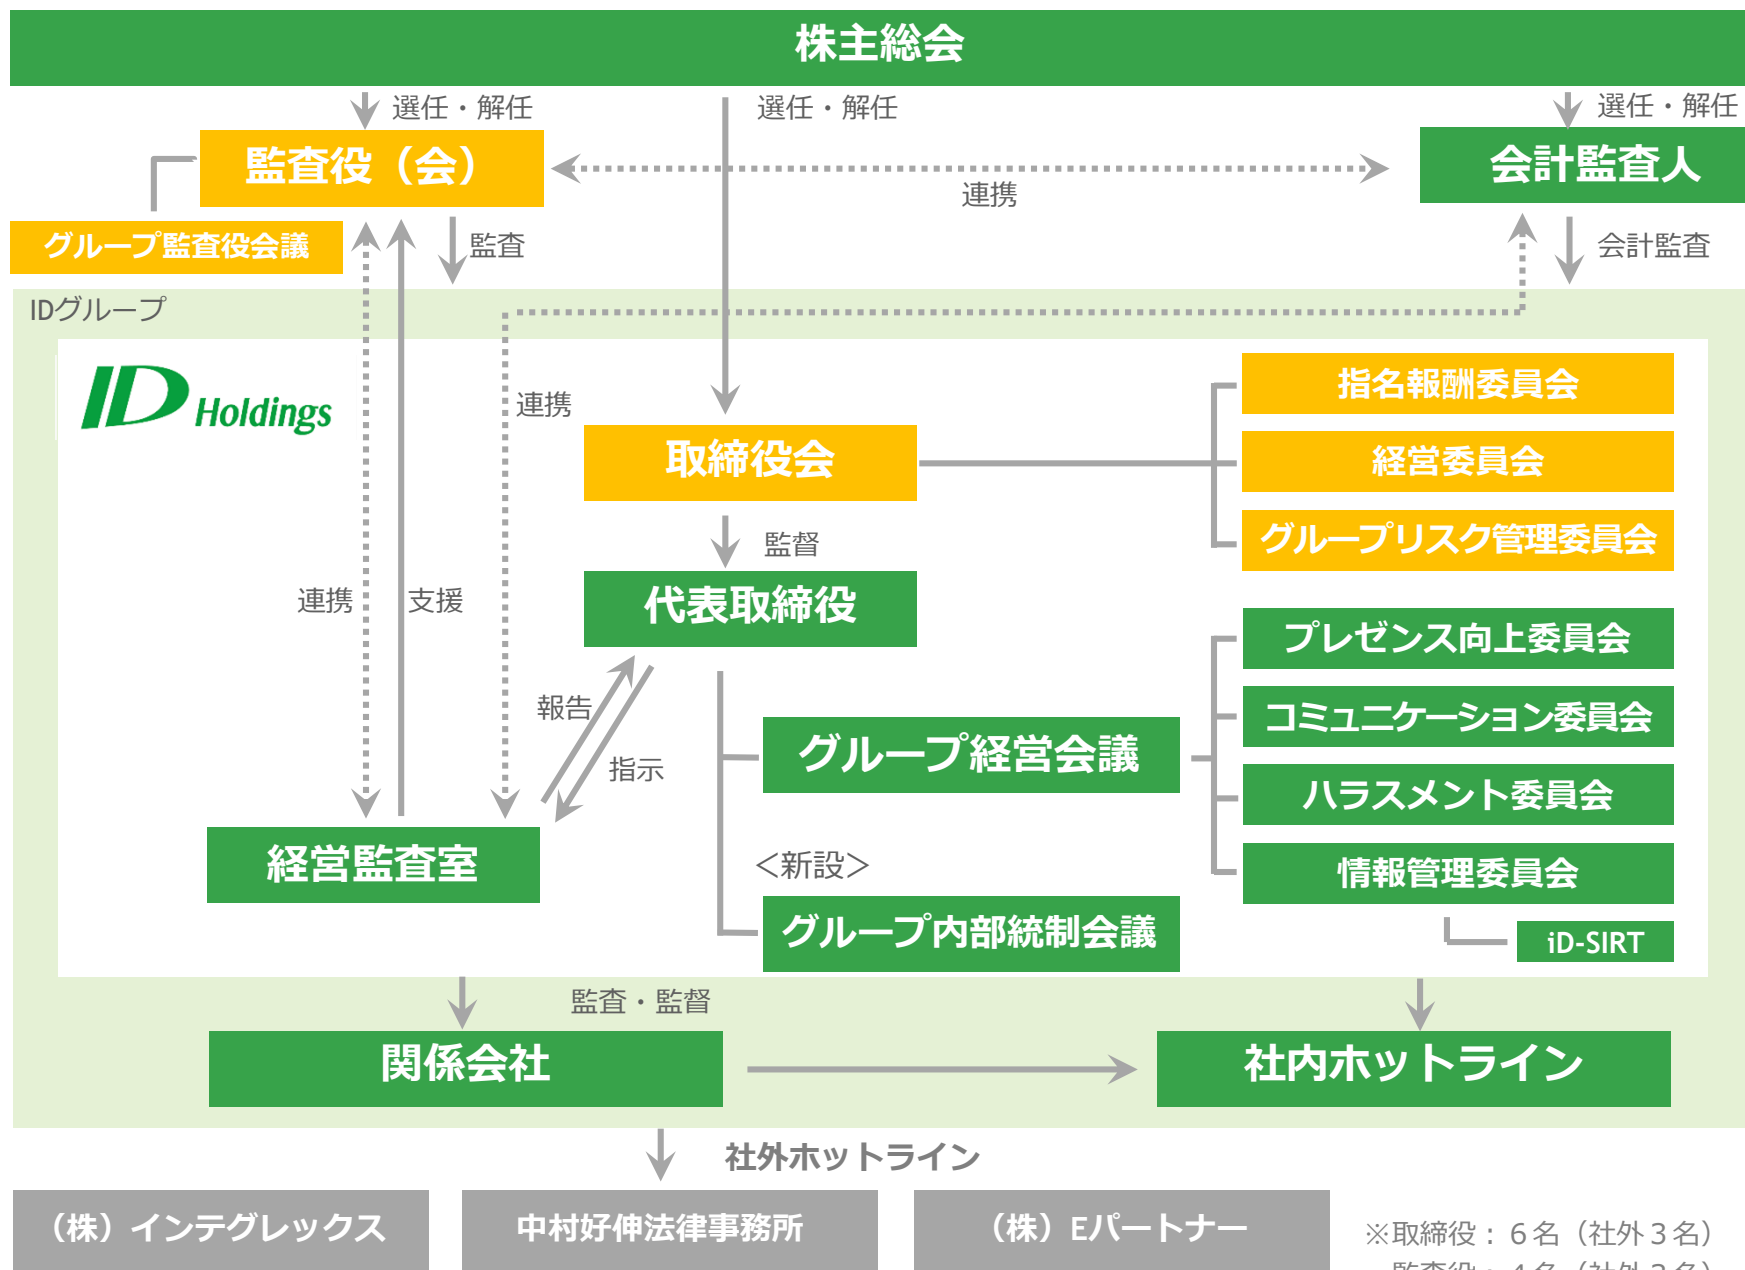 株主総会
選任・解任
選任・解任
選任・解任
監査役（会）
会計監査人
連携
グループ監査役会議
監査
会計監査
IDグループ
ID Holdings
連携
指名報酬委員会
取締役会
経営委員会
グループリスク管理委員会
監督
代表取締役
連携
支援
プレゼンス向上委員会
報告
コミュニケーション委員会
グループ経営会議
指示
ハラスメント委員会
経営監査室
＜新設＞
情報管理委員会
グループ内部統制会議
iD-SIRT
監査・監督
関係会社
社内ホットライン
社外ホットライン
（株）インテグレックス
中村好伸法律事務所
（株）Eパートナー
※取締役：６名（社外３名）